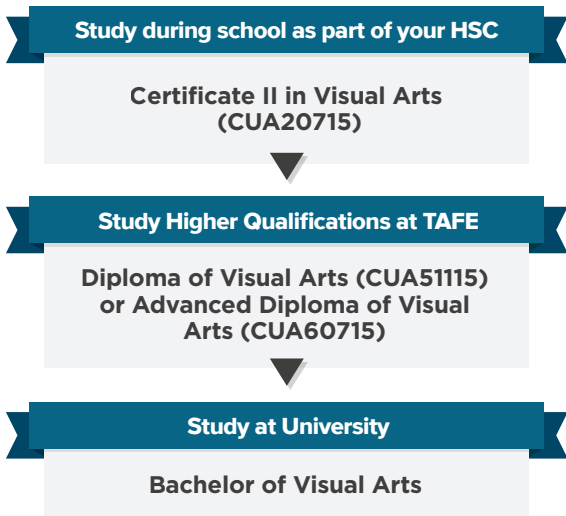 Study during school as part of your HSC
Certificate II in Visual Arts
(CUA20715)
Study Higher Qualifications at TAFE
Diploma of Visual Arts (CUA51115)
or Advanced Diploma of Visual
Arts (CUA60715)
Study at University
Bachelor of Visual Arts